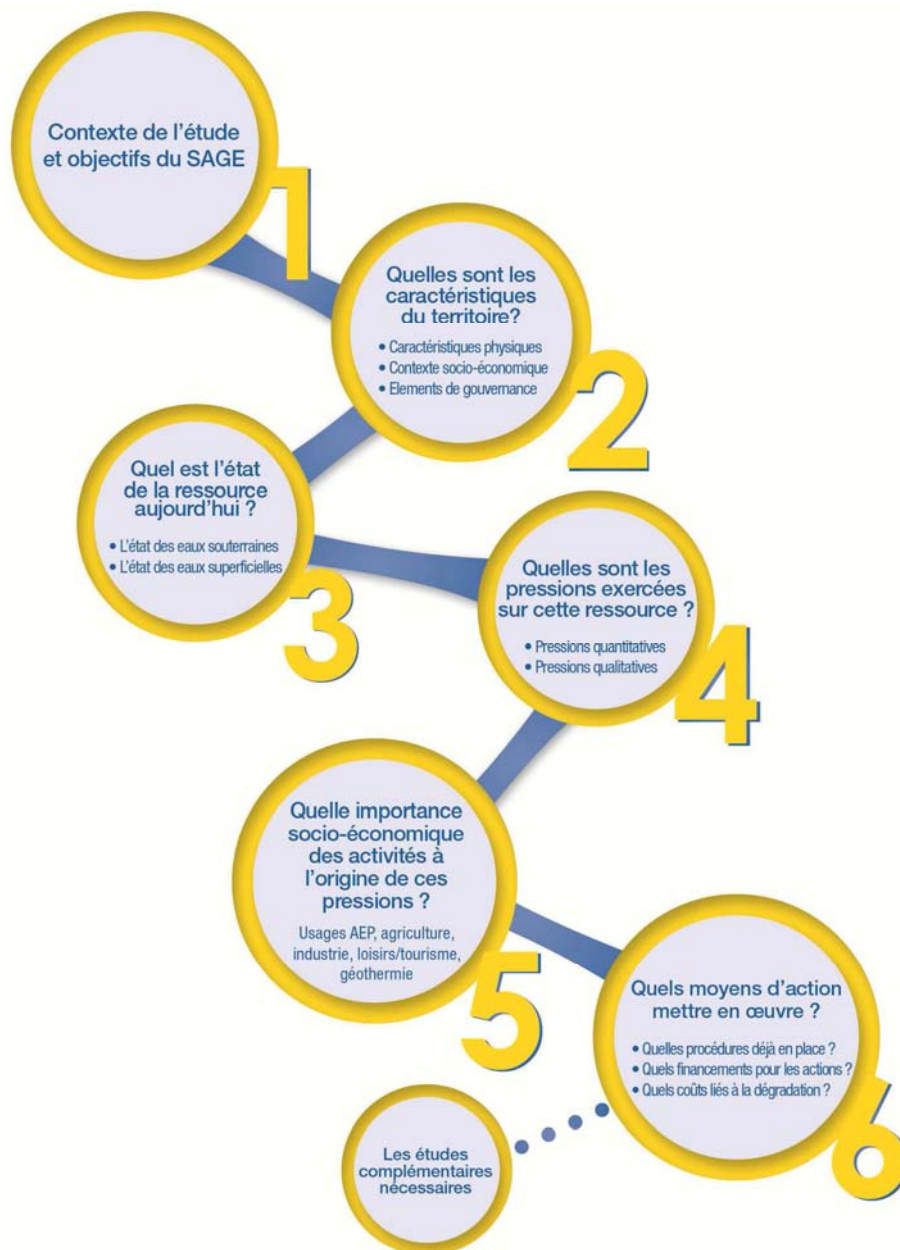 Contexte de l'étude
et objectifs du SAGE
1
Quelles sont les
caractéristiques
du territoire?
• Caractéristiques physiques
• Contexte socio-économique
• Elements de gouvernance
2
Quel est l'état
de la ressource
aujourd'hui ?
• L'état des eaux souterraines
• L'état des eaux superficielles
3
Quelles sont les
pressions exercées
sur cette ressource ?
• Pressions quantitatives
• Pressions qualitatives
4
Quelle importance
socio-économique
des activités à
l'origine de ces
pressions ?
Usages AEP, agriculture,
industrie, loisirs/tourisme,
géothermie
5
Quels moyens d'action
mettre en œuvre ?
• Quelles procédures déjà en place ?
• Quels financements pour les actions ?
• Quels coûts liés à la dégradation ?
6
Les études
complémentaires
nécessaires